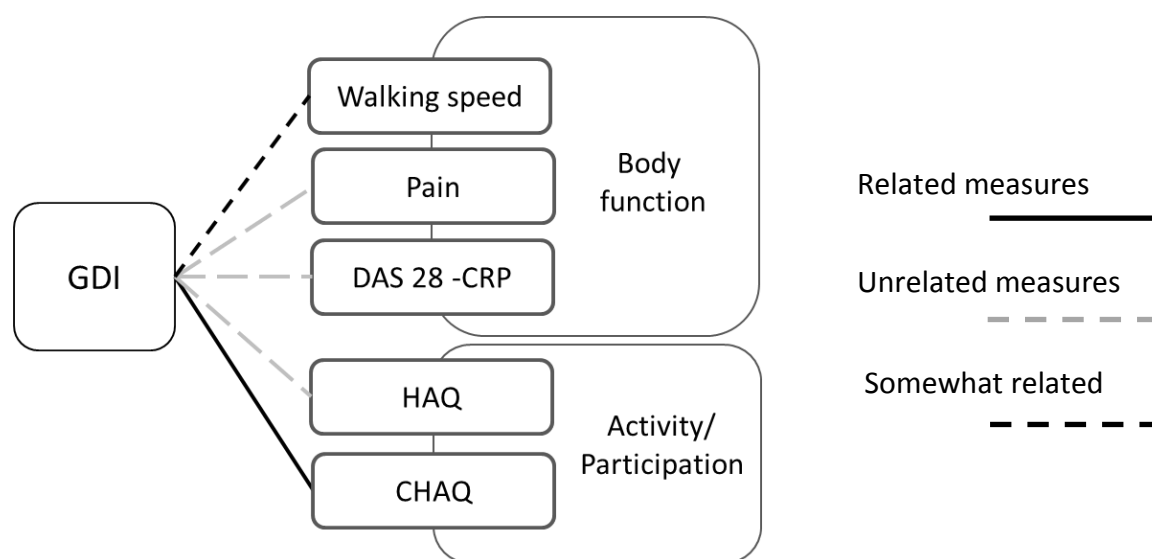 Walking speed
Pain
DAS 28 -CRP
Body
function
GDI
HAQ
CHAQ
Activity/
Participation
Related measures
Unrelated measures
Somewhat related